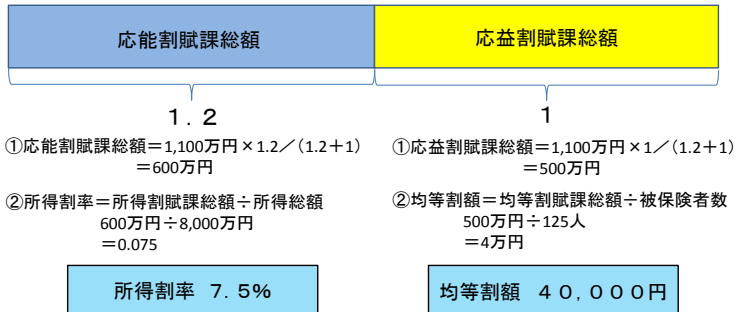 応能割賦課総額
応益割賦課総額
1.2
1
①応能割賦課総額＝1,100万円×1.2／(1.2＋1)
＝600万円
②所得割率＝所得割賦課総額÷所得総額
600万円÷8,000万円
＝0.075
所得割率 7.5%
①応益割賦課総額＝1,100万円×1／(1.2＋1)
＝500万円
②均等割額＝均等割賦課総額÷被保険者数
500万円÷125人
＝4万円
均等割額 40,000円